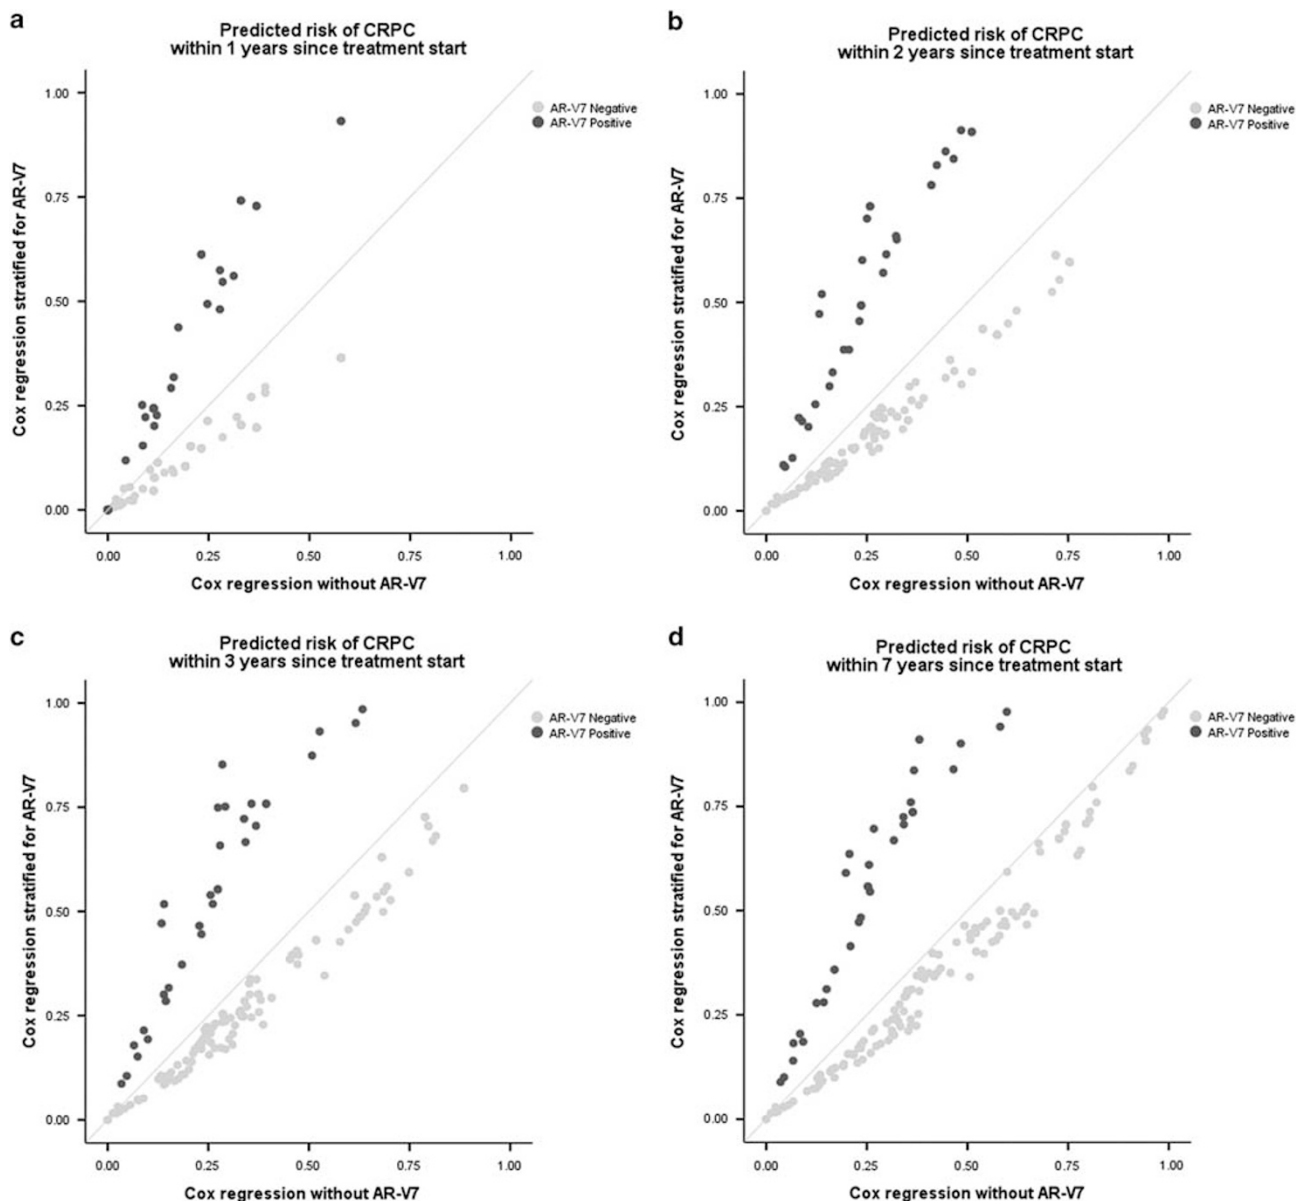 a
Predicted risk of CRPC
within 1 years since treatment start
Cox regression stratified for AR-V7
1.00
0.75
0.50
0.25
0.00
0.00 0.25 0.50 0.75 1.00
Cox regression without AR-V7
AR-V7 Negative
AR-V7 Positive
b
Predicted risk of CRPC
within 2 years since treatment start
Cox regression stratified for AR-V7
1.00
0.75
0.50
0.25
0.00
0.00 0.25 0.50 0.75 1.00
Cox regression without AR-V7
AR-V7 Negative
AR-V7 Positive
c
Predicted risk of CRPC
within 3 years since treatment start
Cox regression stratified for AR-V7
1.00
0.75
0.50
0.25
0.00
0.00 0.25 0.50 0.75 1.00
Cox regression without AR-V7
AR-V7 Negative
AR-V7 Positive
d
Predicted risk of CRPC
within 7 years since treatment start
Cox regression stratified for AR-V7
1.00
0.75
0.50
0.25
0.00
0.00 0.25 0.50 0.75 1.00
Cox regression without AR-V7
AR-V7 Negative
AR-V7 Positive